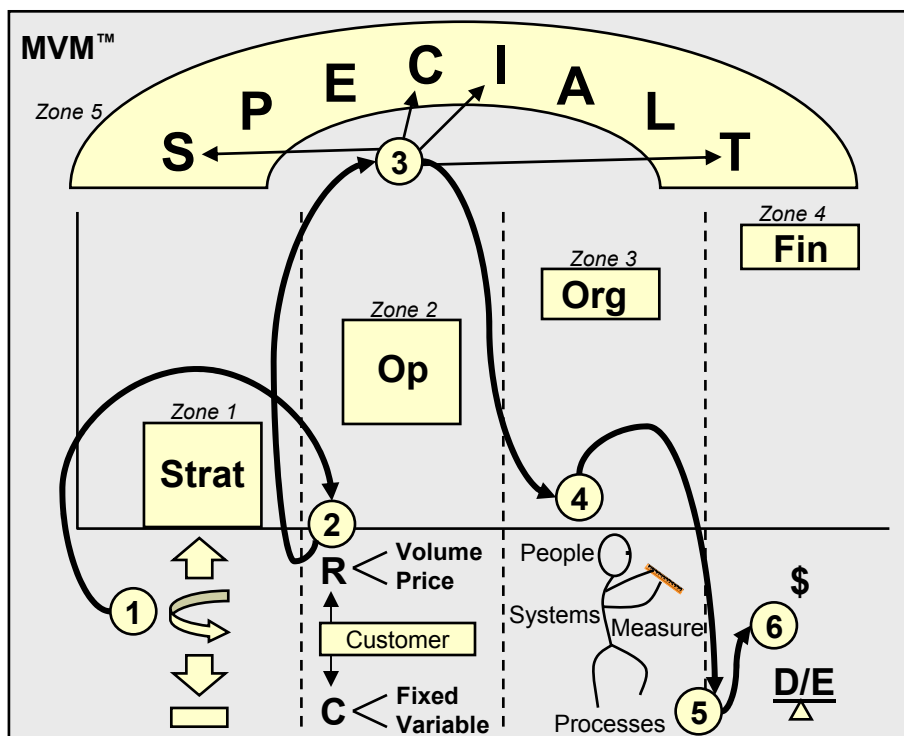 MVM™
Zone 5
S P E C I A L T
3
Zone 4
Fin
Zone 3
Org
Zone 2
Op
Zone 1
Strat
1
2
R
Volume
Price
Customer
C
Fixed
Variable
4
People
Systems
Measure
Processes
5
6
$
D/E